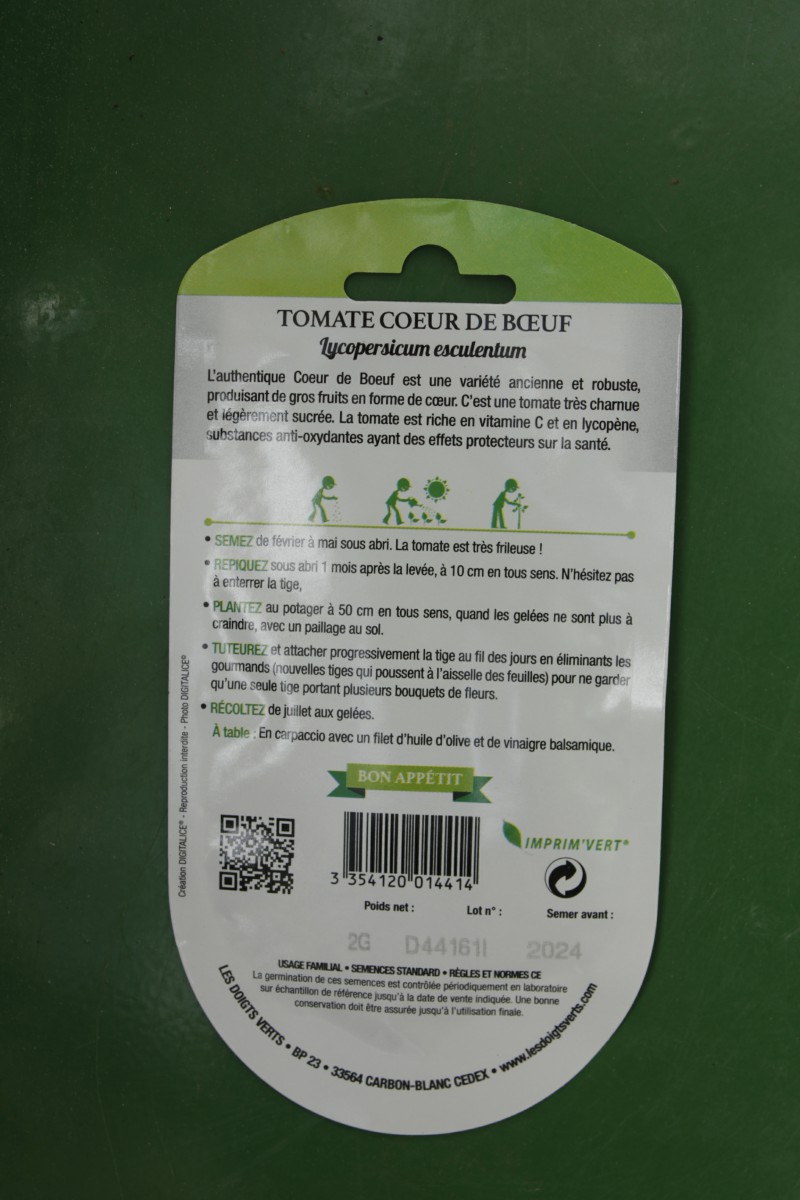 TOMATE COEUR DE BŒUF
Lycopersicum esculentum
L'authentique Coeur de Boeuf est une variété ancienne et robuste,
produisant de gros fruits en forme de cœur. C'est une tomate très charnue
et légèrement sucrée. La tomate est riche en vitamine C et en lycopène,
substances anti-oxydantes ayant des effets protecteurs sur la santé.
• SEMEZ de février à mai sous abri. La tomate est très frileuse !
• REPIQUEZ sous abri 1 mois après la levée, à 10 cm en tous sens. N'hésitez pas
à enterrer la tige,
• PLANTEZ au potager à 50 cm en tous sens, quand les gelées ne sont plus à
craindre, avec un paillage au sol.
• TUTEUREZ et attacher progressivement la tige au fil des jours en éliminants les
gourmands (nouvelles tiges qui poussent à l'aisselle des feuilles) pour ne garder
qu'une seule tige portant plusieurs bouquets de fleurs.
• RÉCOLTEZ de juillet aux gelées.
À table : En carpaccio avec un filet d'huile d'olive et de vinaigre balsamique.
BON APPÉTIT
Création DIGITALICE® - Reproduction interdite - Photo DIGITALICE®
IMPRIM'VERT®
3 354120 014414
Poids net : Lot n° : Semer avant :
2G D44161I 2024
USAGE FAMILIAL • SEMENCES STANDARD • RÈGLES ET NORMES CE
La germination de ces semences est contrôlée périodiquement en laboratoire
sur échantillon de référence jusqu'à la date de vente indiquée. Une bonne
conservation doit être assurée jusqu'à l'utilisation finale.
LES DOIGTS VERTS • BP 23 • 33564 CARBON-BLANC CEDEX • www.lesdoigtsverts.com